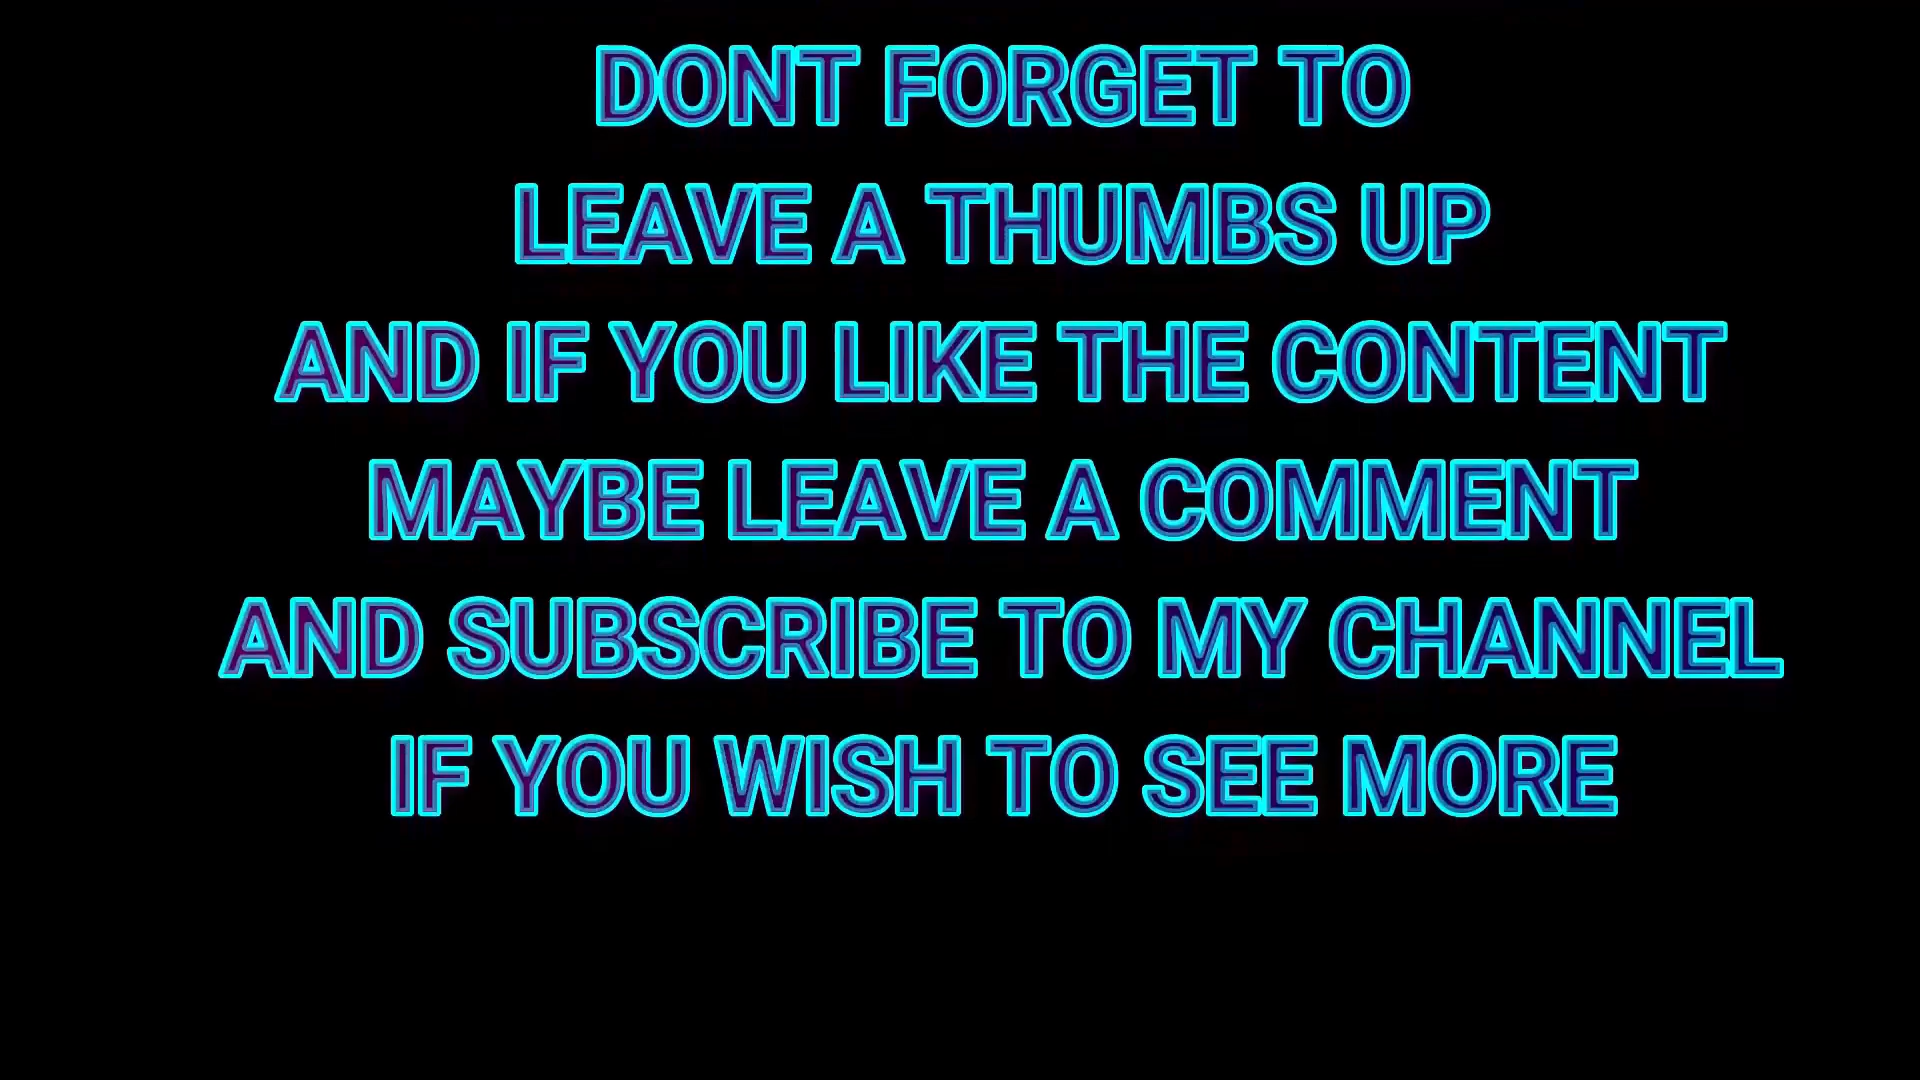 DONT FORGET TO
LEAVE A THUMBS UP
AND IF YOU LIKE THE CONTENT
MAYBE LEAVE A COMMENT
AND SUBSCRIBE TO MY CHANNEL
IF YOU WISH TO SEE MORE